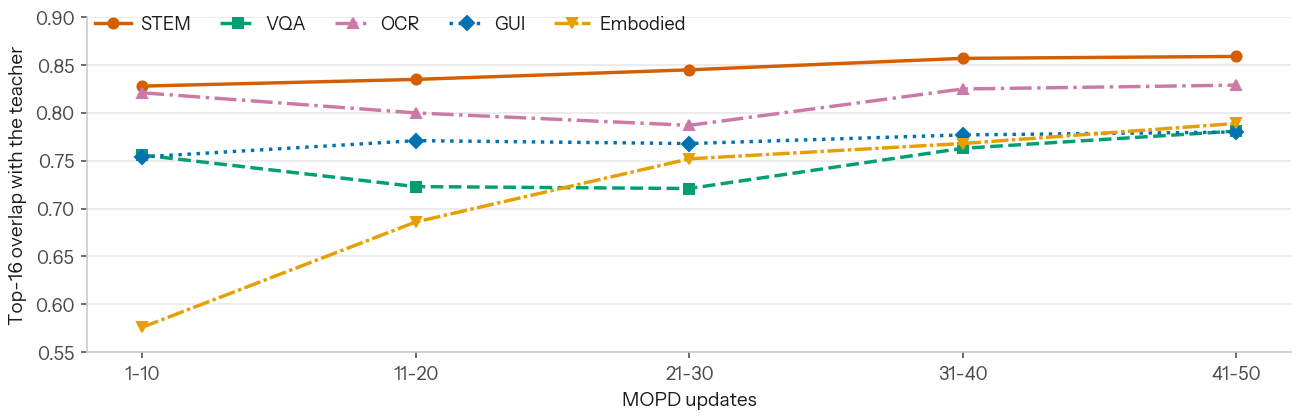 STEM VQA OCR GUI Embodied
Top-16 overlap with the teacher
0.90
0.85
0.80
0.75
0.70
0.65
0.60
0.55
1-10 11-20 21-30 31-40 41-50
MOPD updates